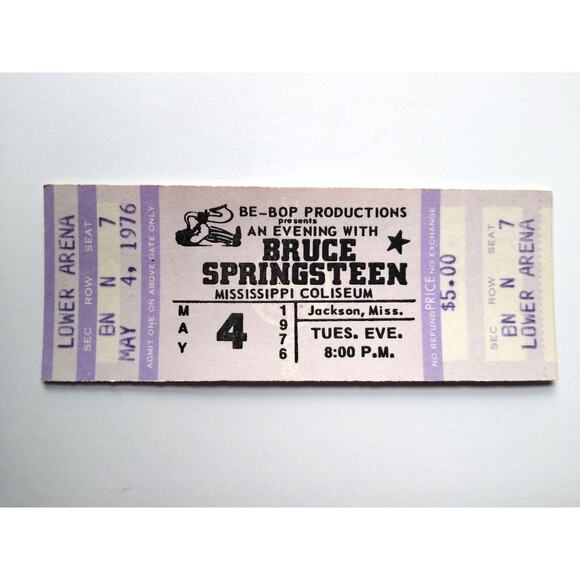 LOWER ARENA
SEC ROW SEAT
BN N 7
MAY 4, 1976
ADMIT ONE ON ABOVE DATE ONLY
BE-BOP PRODUCTIONS
presents
AN EVENING WITH
BRUCE
SPRINGSTEEN
MISSISSIPPI COLISEUM
MAY
4
1976
Jackson, Miss.
TUES. EVE.
8:00 P.M.
NO REFUND NO EXCHANGE
PRICE
$5.00
SEC ROW SEAT
BN N 7
LOWER ARENA